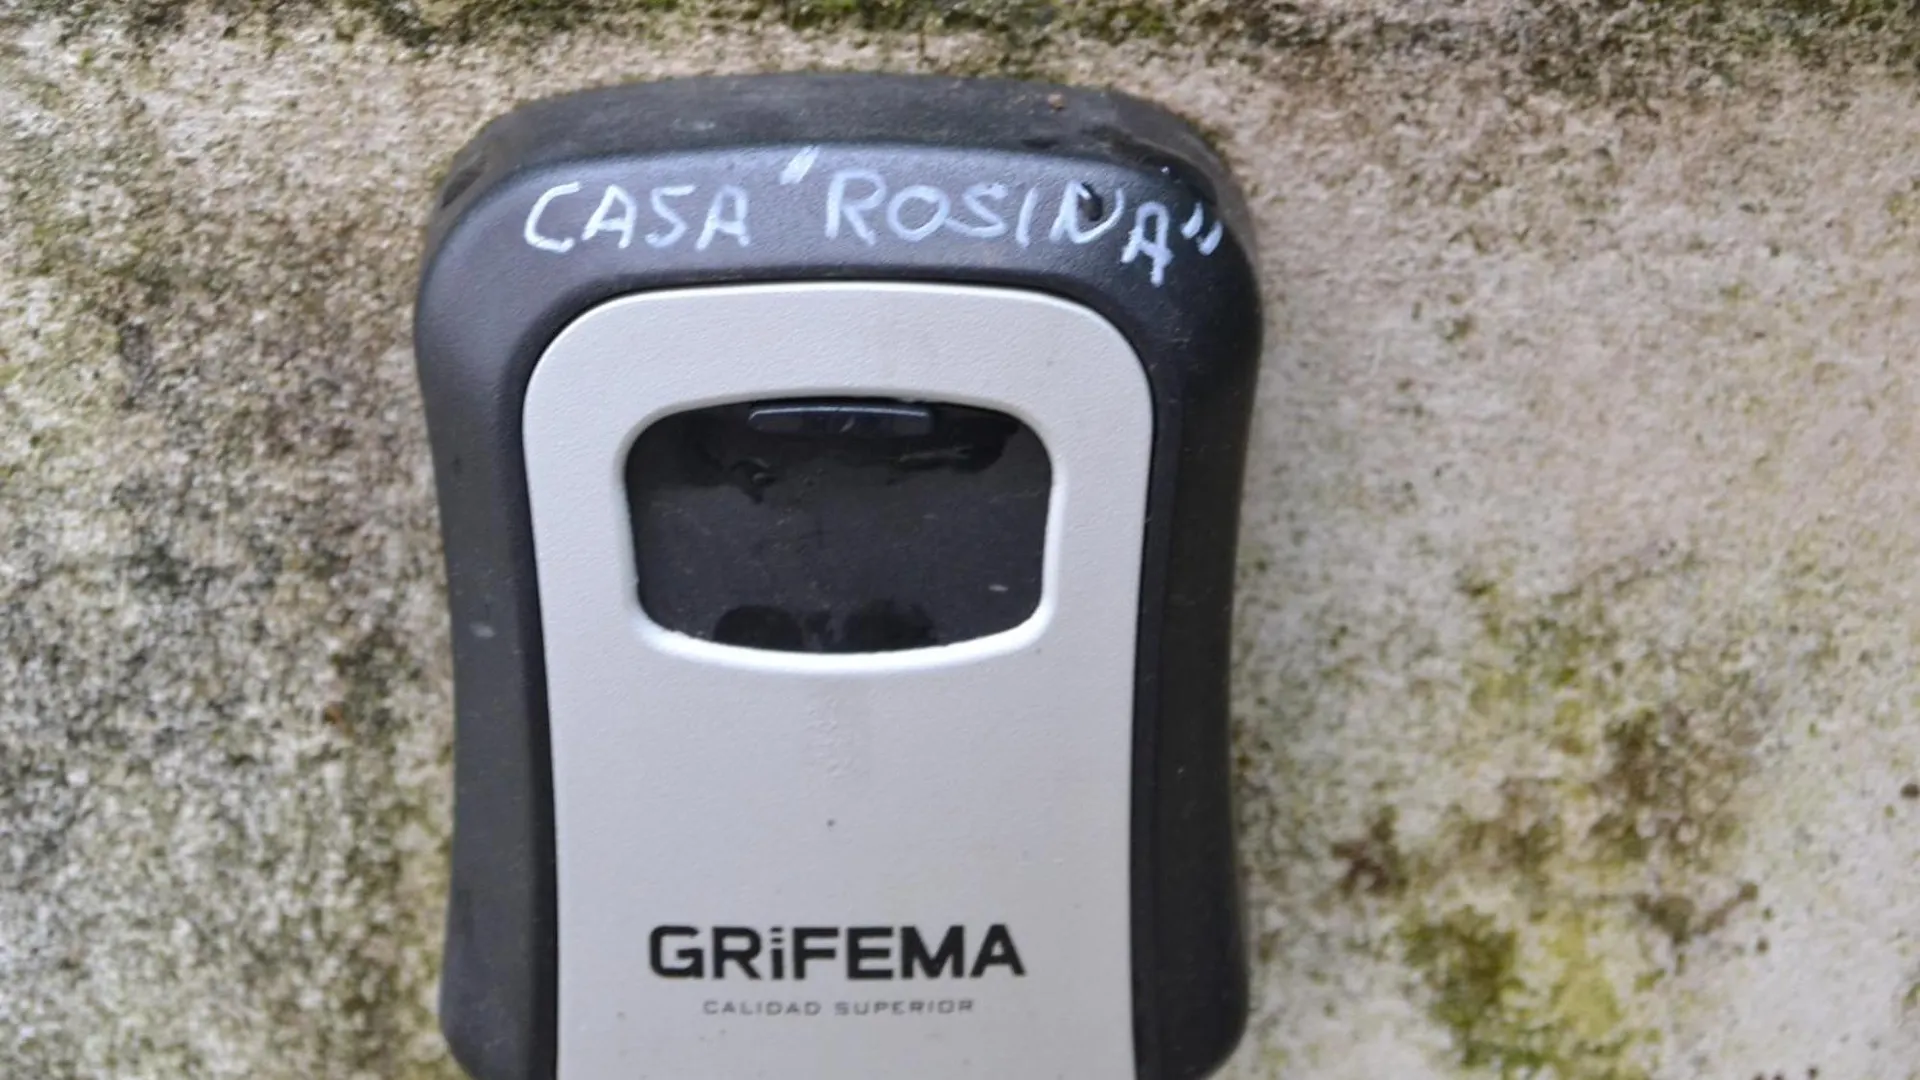 CASA "ROSINA"
GRiFEMA
CALIDAD SUPERIOR